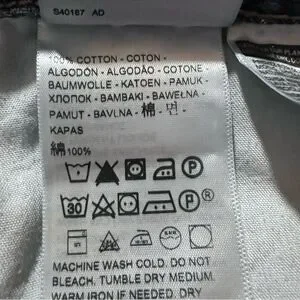 S40167 AD
100% COTTON - COTON -
ALGODÓN - ALGODÃO - COTONE -
BAUMWOLLE - KATOEN - PAMUK -
ХЛОПОК - BAMBAKI - BAWEŁNA -
PAMUT - BAVLNA - 棉 - 면 -
KAPAS
綿100%
30
MACHINE WASH COLD. DO NOT
BLEACH. TUMBLE DRY MEDIUM.
WARM IRON IF NEEDED. DRY